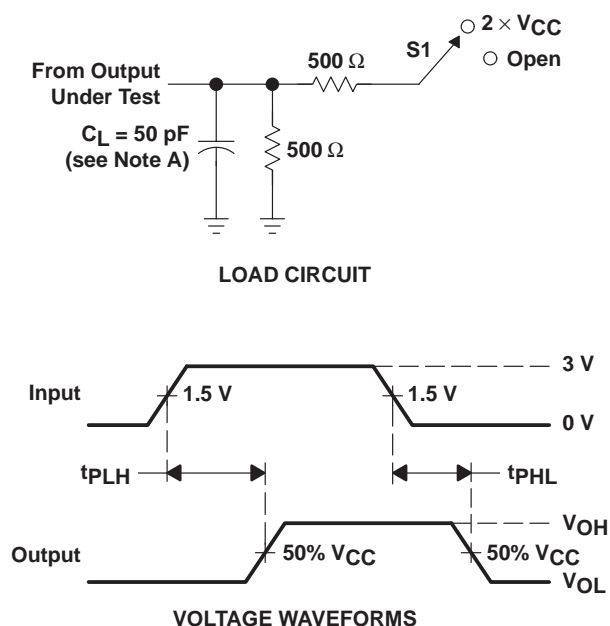 2 × VCC
S1
Open
500 Ω
From Output
Under Test
CL = 50 pF
(see Note A)
500 Ω
LOAD CIRCUIT
3 V
Input
1.5 V
1.5 V
0 V
tPLH
tPHL
VOH
Output
50% VCC
50% VCC
VOL
VOLTAGE WAVEFORMS